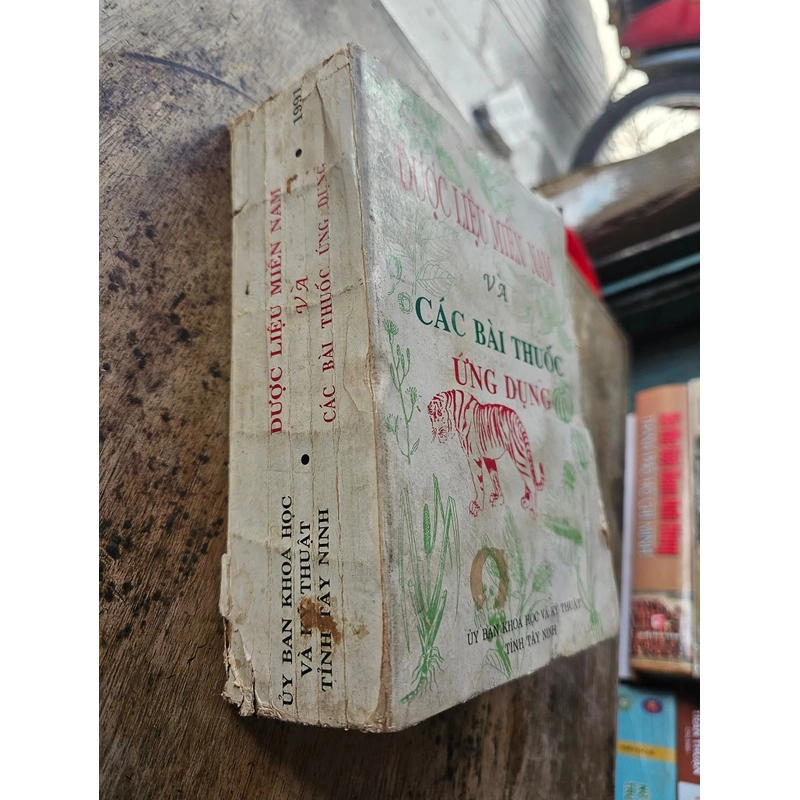 DƯỢC LIỆU MIỀN NAM
VÀ
CÁC BÀI THUỐC
ỨNG DỤNG
ỦY BAN KHOA HỌC VÀ KỸ THUẬT
TỈNH TÂY NINH
ỦY BAN KHOA HỌC
VÀ KỸ THUẬT
TỈNH TÂY NINH
•
DƯỢC LIỆU MIỀN NAM
VÀ
CÁC BÀI THUỐC ỨNG DỤNG
•
1991